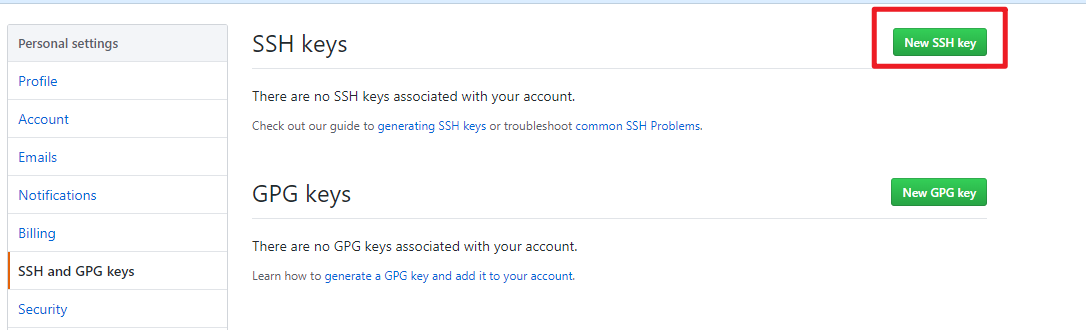 Personal settings
Profile
Account
Emails
Notifications
Billing
SSH and GPG keys
Security
SSH keys
New SSH key
There are no SSH keys associated with your account.
Check out our guide to generating SSH keys or troubleshoot common SSH Problems.
GPG keys
New GPG key
There are no GPG keys associated with your account.
Learn how to generate a GPG key and add it to your account.